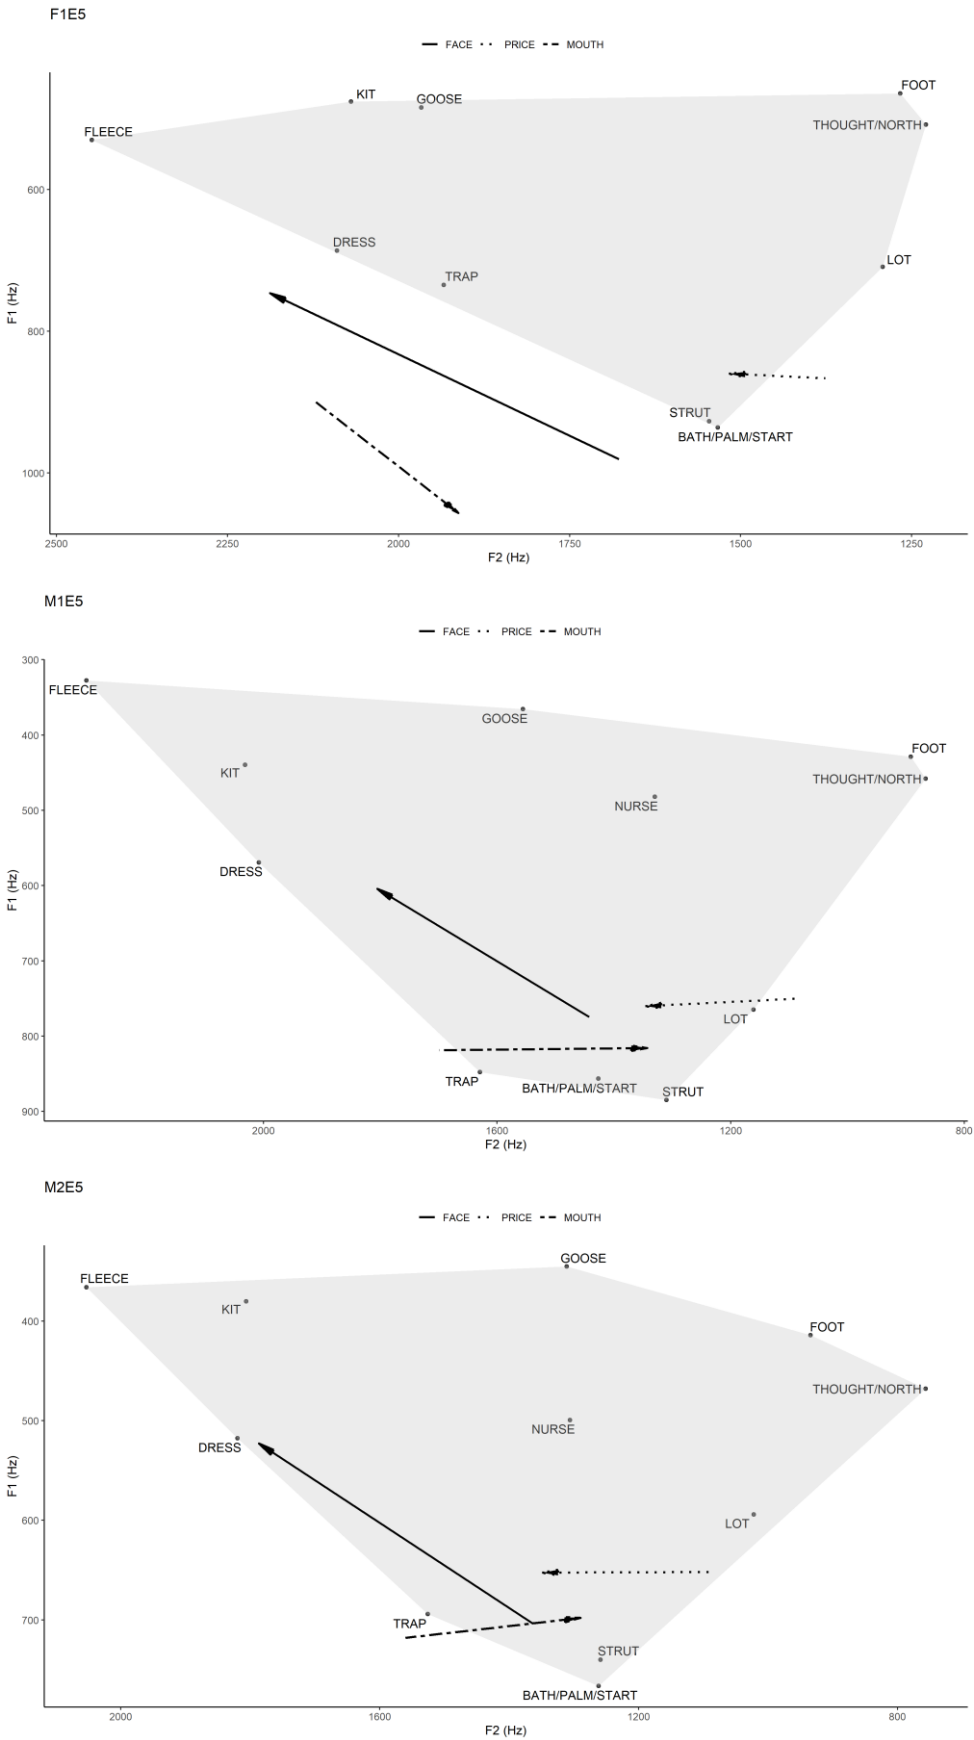 F1E5
FACE PRICE MOUTH
KIT
GOOSE
FOOT
THOUGHT/NORTH
FLEECE
600
DRESS
TRAP
LOT
F1 (Hz)
800
STRUT
BATH/PALM/START
1000
2500 2250 2000 1750 1500 1250
F2 (Hz)
M1E5
FACE PRICE MOUTH
300
FLEECE
GOOSE
400
FOOT
KIT
THOUGHT/NORTH
500
NURSE
DRESS
600
F1 (Hz)
700
LOT
800
TRAP
BATH/PALM/START
STRUT
900
2000 1600 1200 800
F2 (Hz)
M2E5
FACE PRICE MOUTH
GOOSE
FLEECE
KIT
400
FOOT
THOUGHT/NORTH
500
NURSE
DRESS
F1 (Hz)
600
LOT
700
TRAP
STRUT
BATH/PALM/START
2000 1600 1200 800
F2 (Hz)